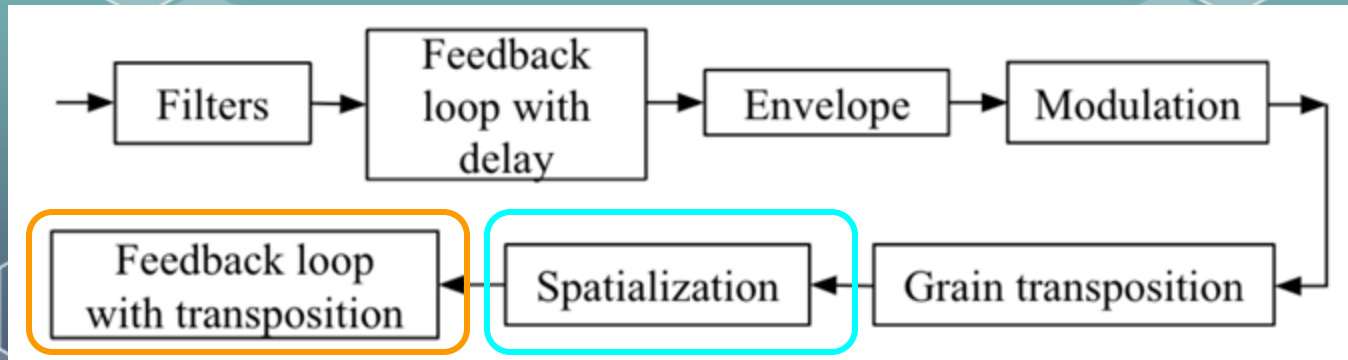 Filters
Feedback
loop with
delay
Envelope
Modulation
Feedback loop
with transposition
Spatialization
Grain transposition